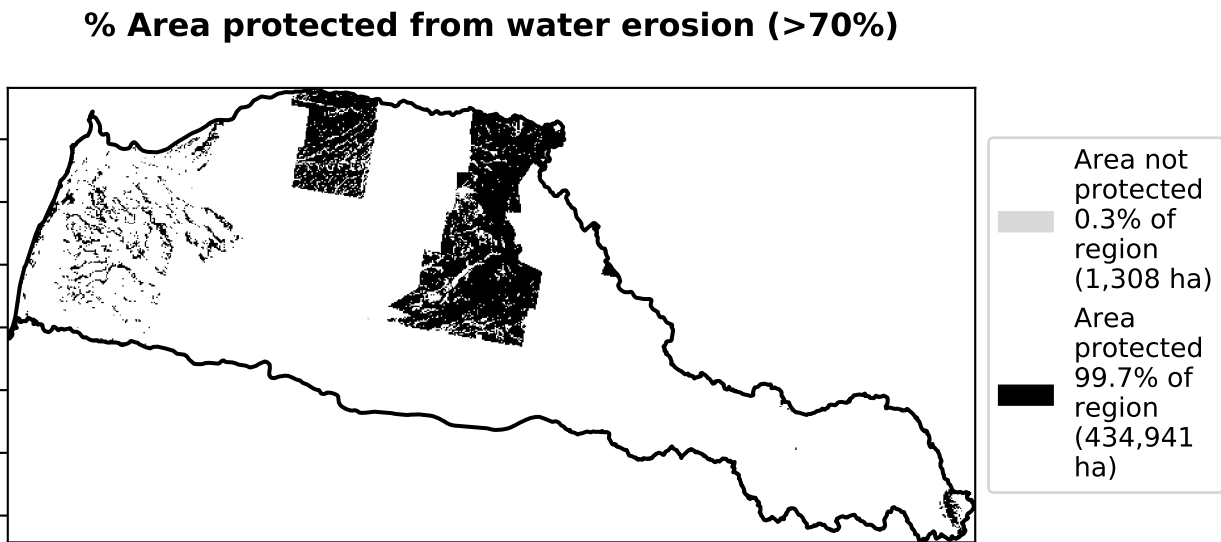 % Area protected from water erosion (>70%)
Area not
protected
0.3% of
region
(1,308 ha)
Area
protected
99.7% of
region
(434,941
ha)